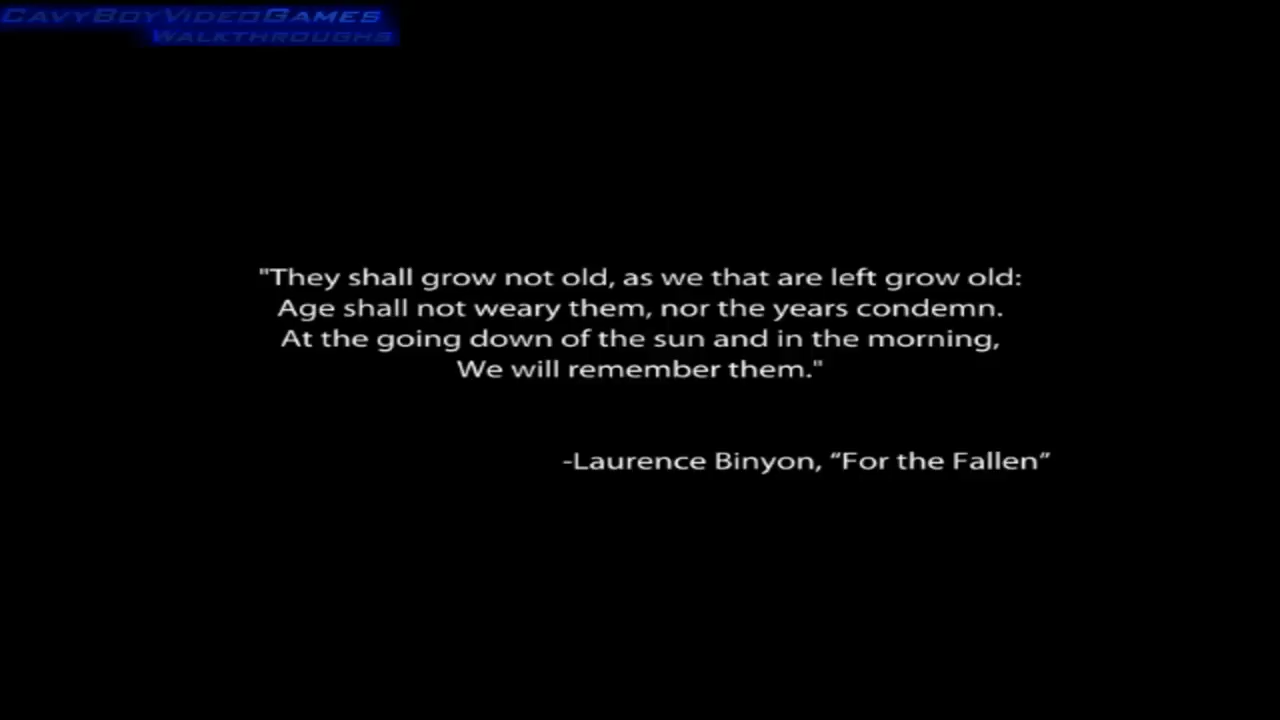 CavyBoyVideoGames
Walkthroughs
"They shall grow not old, as we that are left grow old:
Age shall not weary them, nor the years condemn.
At the going down of the sun and in the morning,
We will remember them."
-Laurence Binyon, “For the Fallen”